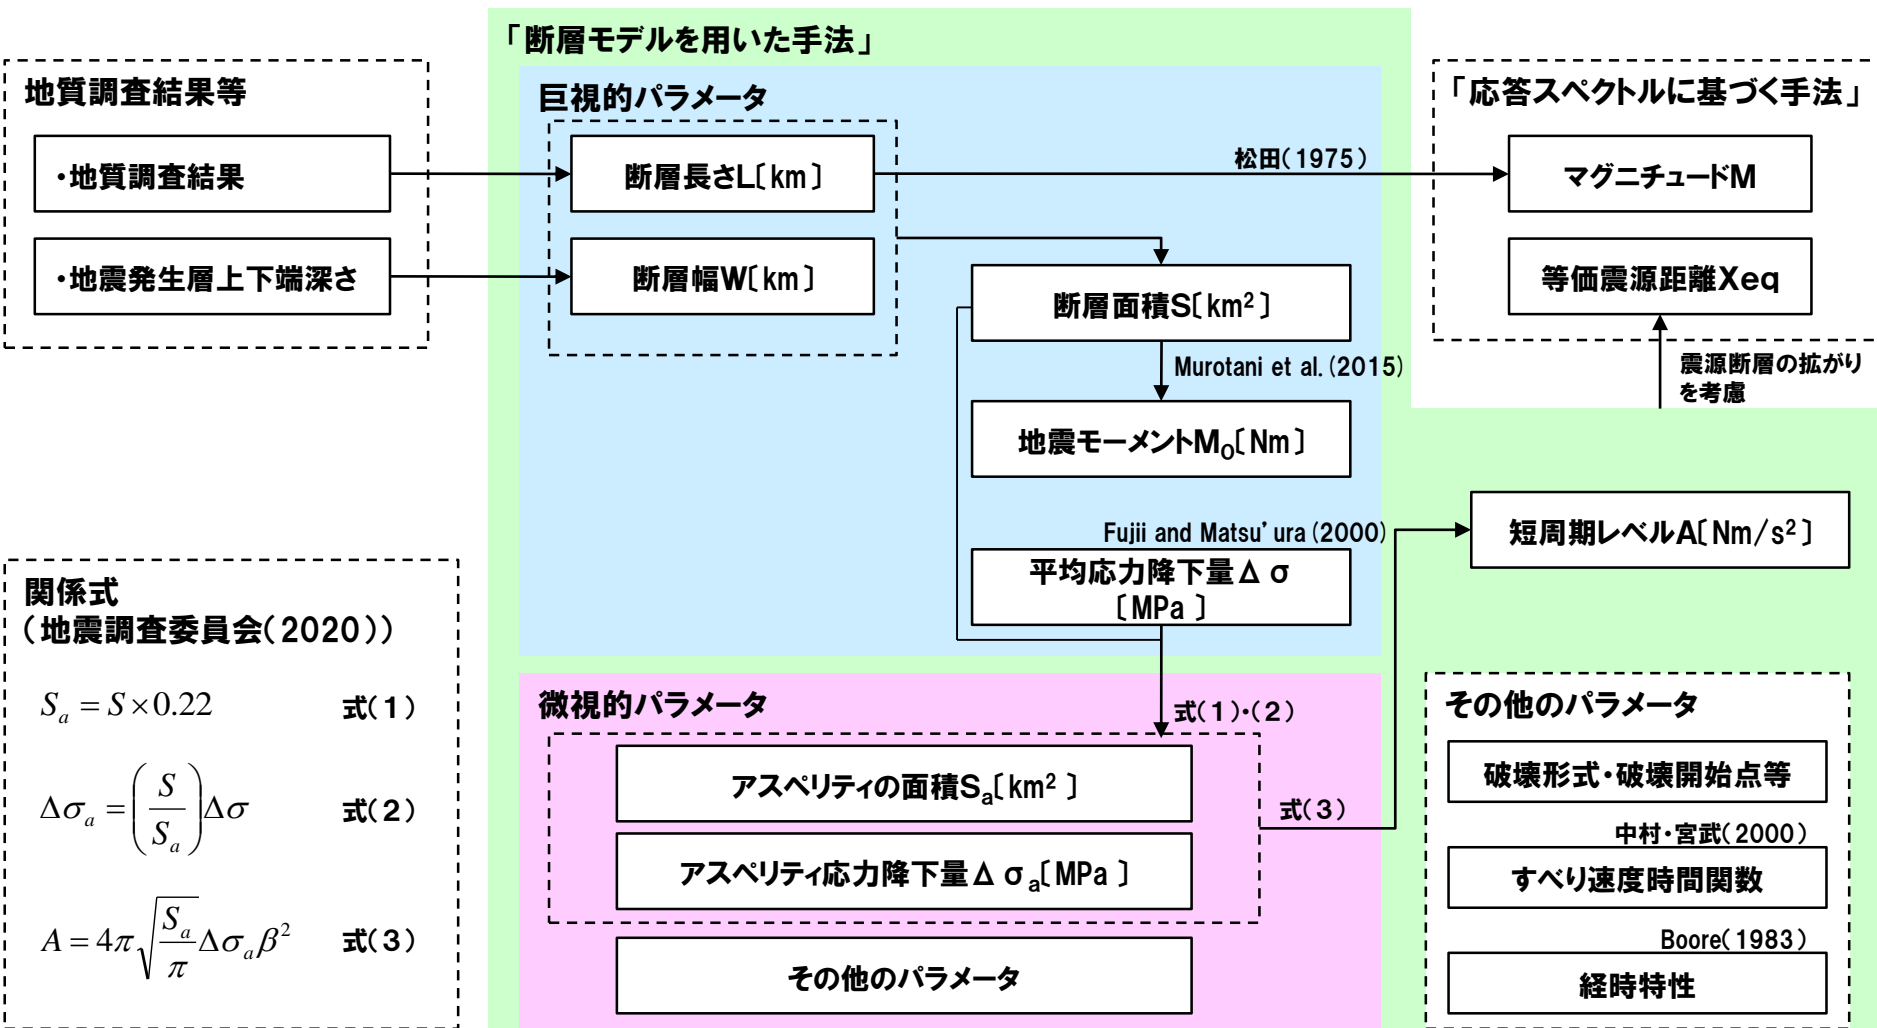 「断層モデルを用いた手法」
地質調査結果等
・地質調査結果
・地震発生層上下端深さ
巨視的パラメータ
断層長さL〔km〕
断層幅W〔km〕
松田(1975)
「応答スペクトルに基づく手法」
マグニチュードM
等価震源距離Xeq
震源断層の拡がり
を考慮
断層面積S〔km²〕
Murotani et al.(2015)
地震モーメントM₀〔Nm〕
Fujii and Matsu'ura(2000)
平均応力降下量Δσ
〔MPa〕
短周期レベルA〔Nm/s²〕
関係式
(地震調査委員会(2020))
Sₐ = S×0.22 式(1)
Δσₐ = (S/Sₐ)Δσ 式(2)
A = 4π√(Sₐ/π)Δσₐβ² 式(3)
微視的パラメータ
式(1)・(2)
アスペリティの面積Sₐ〔km²〕
アスペリティ応力降下量Δσₐ〔MPa〕
式(3)
その他のパラメータ
その他のパラメータ
破壊形式・破壊開始点等
中村・宮武(2000)
すべり速度時間関数
Boore(1983)
経時特性